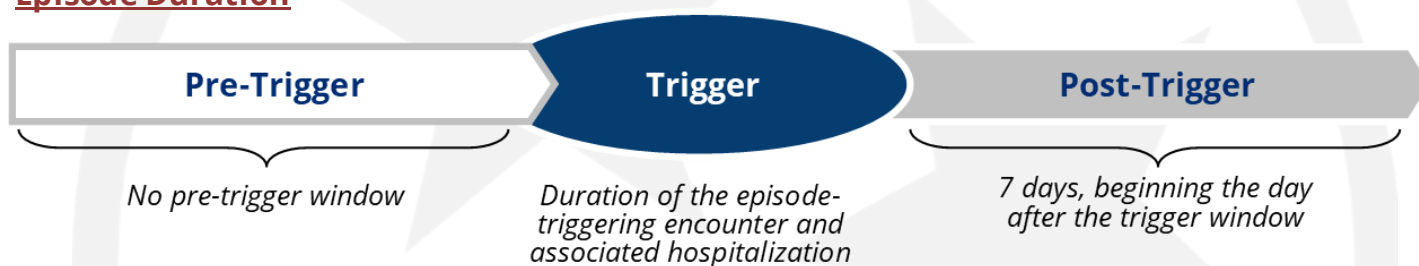 Episode Duration
Pre-Trigger
Trigger
Post-Trigger
No pre-trigger window
Duration of the episode-
triggering encounter and
associated hospitalization
7 days, beginning the day
after the trigger window